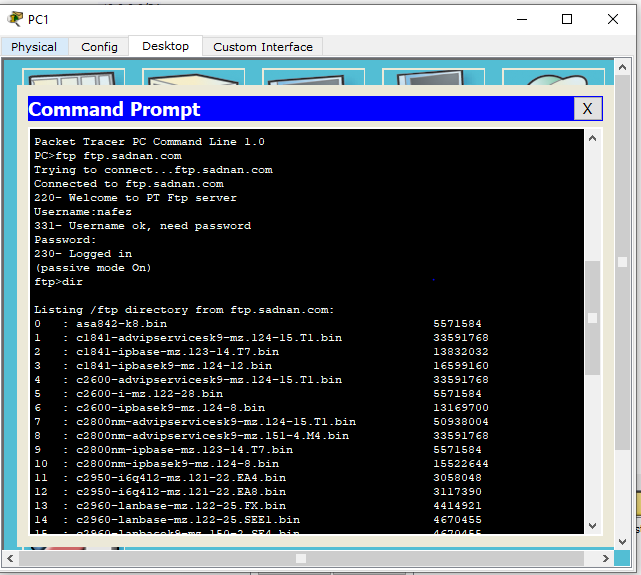 PC1
Physical Config Desktop Custom Interface
Command Prompt X
Packet Tracer PC Command Line 1.0
PC>ftp ftp.sadnan.com
Trying to connect...ftp.sadnan.com
Connected to ftp.sadnan.com
220- Welcome to PT Ftp server
Username:nafez
331- Username ok, need password
Password:
230- Logged in
(passive mode On)
ftp>dir
Listing /ftp directory from ftp.sadnan.com:
0 : asa842-k8.bin 5571584
1 : c1841-advipservicesk9-mz.124-15.T1.bin 33591768
2 : c1841-ipbase-mz.123-14.T7.bin 13832032
3 : c1841-ipbasek9-mz.124-12.bin 16599160
4 : c2600-advipservicesk9-mz.124-15.T1.bin 33591768
5 : c2600-i-mz.122-28.bin 5571584
6 : c2600-ipbasek9-mz.124-8.bin 13169700
7 : c2800nm-advipservicesk9-mz.124-15.T1.bin 50938004
8 : c2800nm-advipservicesk9-mz.151-4.M4.bin 33591768
9 : c2800nm-ipbase-mz.123-14.T7.bin 5571584
10 : c2800nm-ipbasek9-mz.124-8.bin 15522644
11 : c2950-i6q4l2-mz.121-22.EA4.bin 3058048
12 : c2950-i6q4l2-mz.121-22.EA8.bin 3117390
13 : c2960-lanbase-mz.122-25.FX.bin 4414921
14 : c2960-lanbase-mz.122-25.SEE1.bin 4670455
15 : c2960-lanbasek9-mz.150-2.SE4.bin 4670455